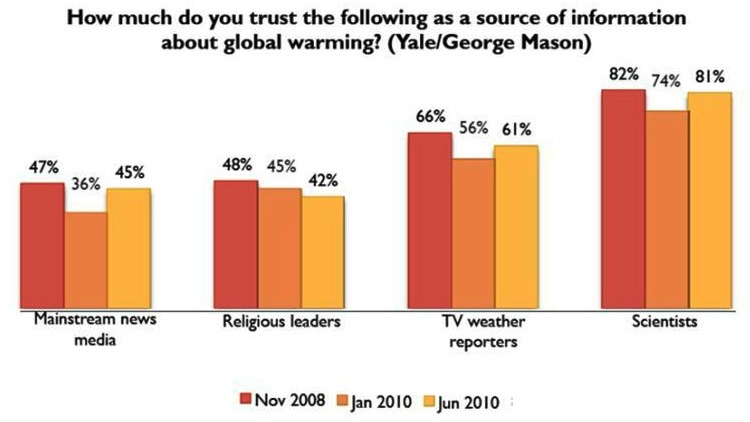 How much do you trust the following as a source of information
about global warming? (Yale/George Mason)
82% 74% 81%
66% 56% 61%
47% 36% 45%
48% 45% 42%
Mainstream news
media
Religious leaders
TV weather
reporters
Scientists
Nov 2008 Jan 2010 Jun 2010